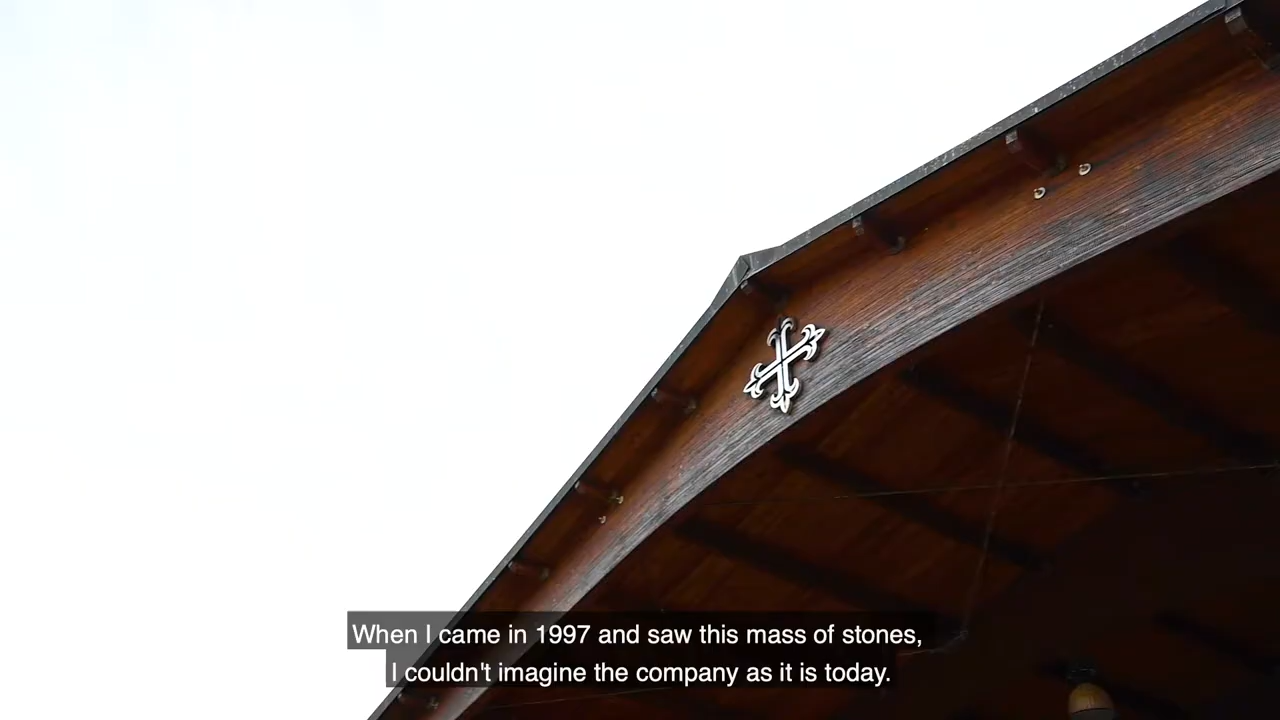 When I came in 1997 and saw this mass of stones,
I couldn't imagine the company as it is today.